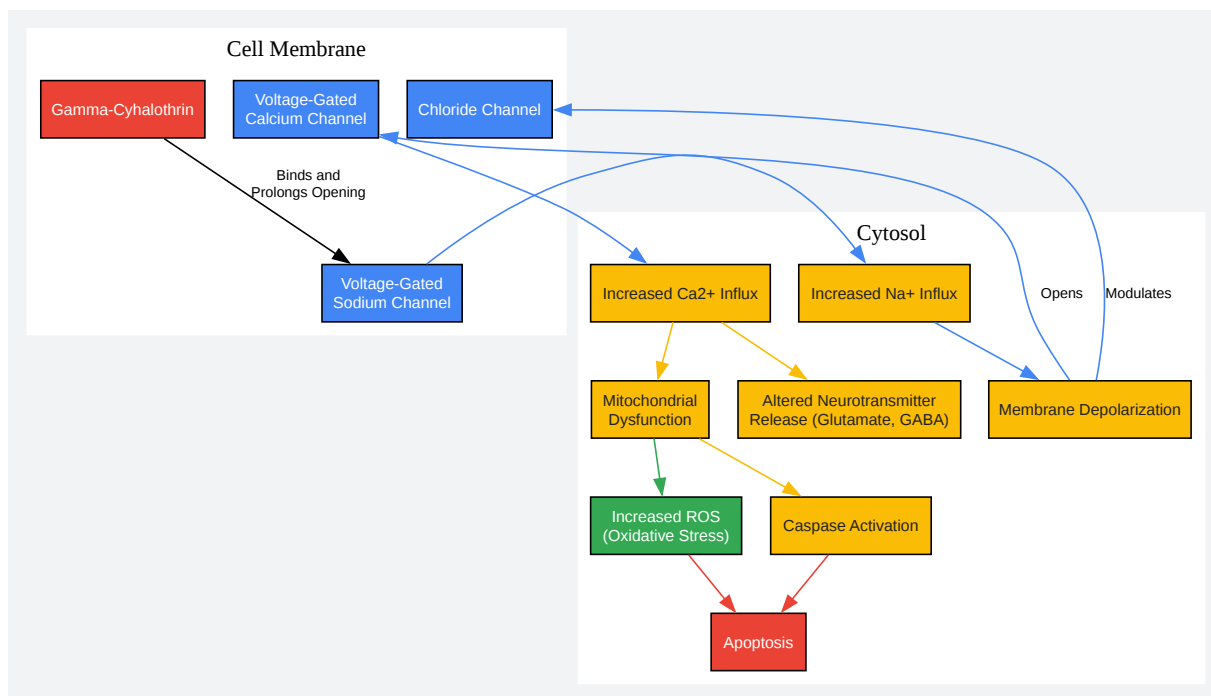 Cell Membrane
Gamma-Cyhalothrin
Voltage-Gated
Calcium Channel
Chloride Channel
Binds and
Prolongs Opening
Voltage-Gated
Sodium Channel
Cytosol
Increased Ca2+ Influx
Increased Na+ Influx
Opens
Modulates
Mitochondrial
Dysfunction
Altered Neurotransmitter
Release (Glutamate, GABA)
Membrane Depolarization
Increased ROS
(Oxidative Stress)
Caspase Activation
Apoptosis